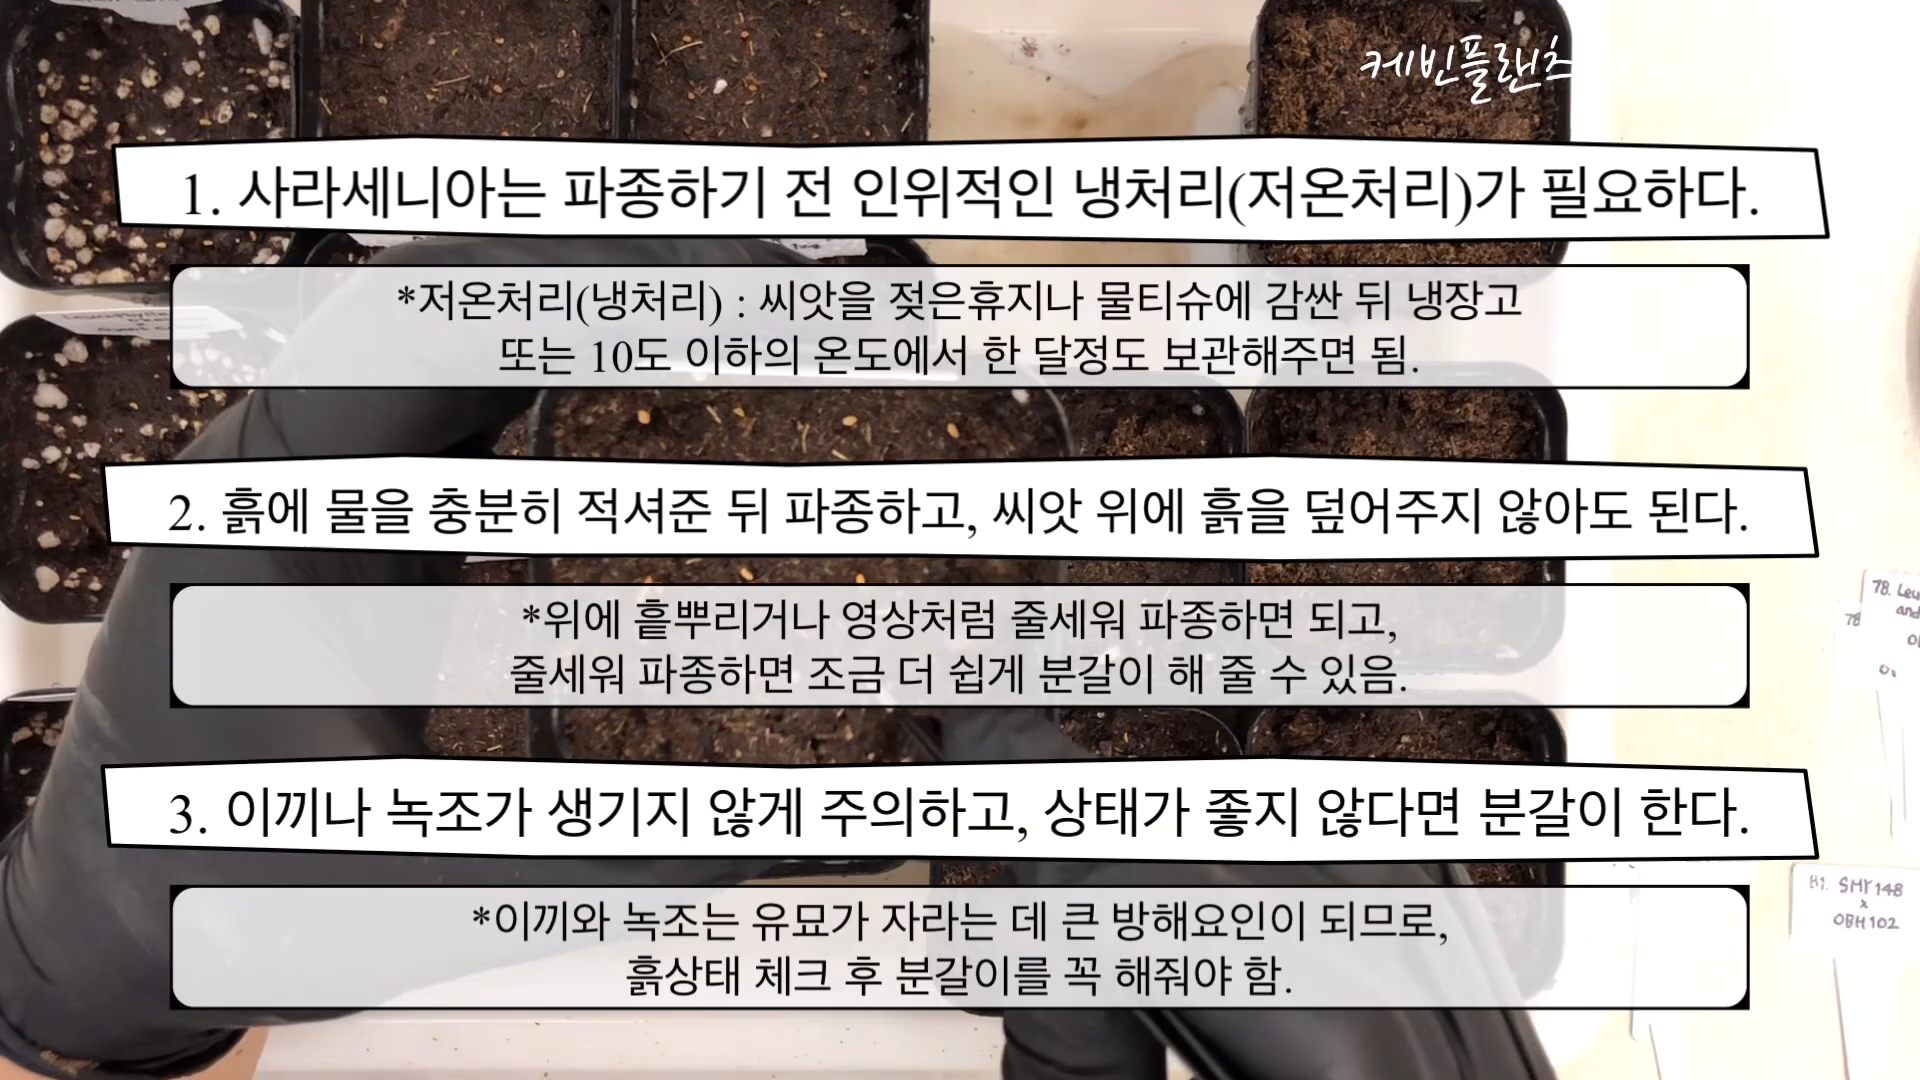 케빈플랜츠
1. 사라세니아는 파종하기 전 인위적인 냉처리(저온처리)가 필요하다.
*저온처리(냉처리) : 씨앗을 젖은휴지나 물티슈에 감싼 뒤 냉장고
또는 10도 이하의 온도에서 한 달정도 보관해주면 됨.
2. 흙에 물을 충분히 적셔준 뒤 파종하고, 씨앗 위에 흙을 덮어주지 않아도 된다.
*위에 흩뿌리거나 영상처럼 줄세워 파종하면 되고,
줄세워 파종하면 조금 더 쉽게 분갈이 해 줄 수 있음.
78. Leu
and
78
3. 이끼나 녹조가 생기지 않게 주의하고, 상태가 좋지 않다면 분갈이 한다.
*이끼와 녹조는 유묘가 자라는 데 큰 방해요인이 되므로,
흙상태 체크 후 분갈이를 꼭 해줘야 함.
81. SMY 148
x
OBH 102